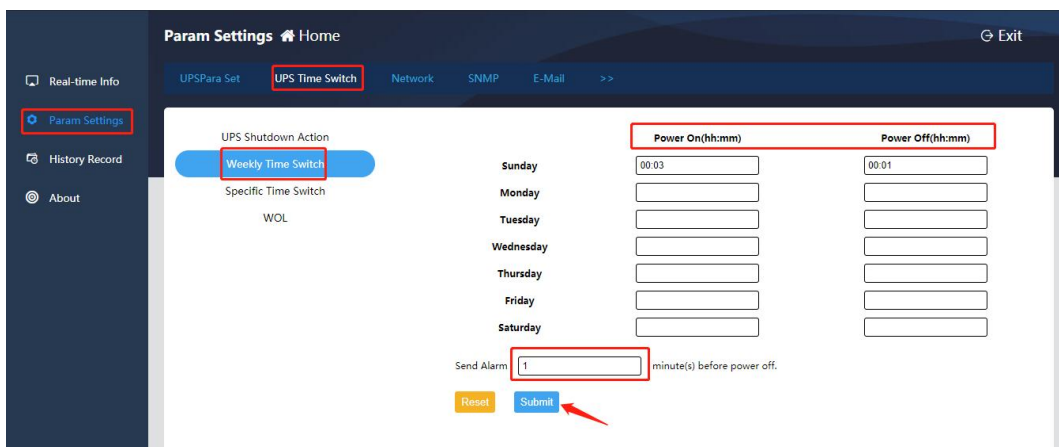 Param Settings Home Exit
UPSPara Set UPS Time Switch Network SNMP E-Mail >>
Real-time Info
Param Settings
History Record
About
UPS Shutdown Action
Weekly Time Switch
Specific Time Switch
WOL
Power On(hh:mm) Power Off(hh:mm)
Sunday 00:03 00:01
Monday
Tuesday
Wednesday
Thursday
Friday
Saturday
Send Alarm 1 minute(s) before power off.
Reset Submit